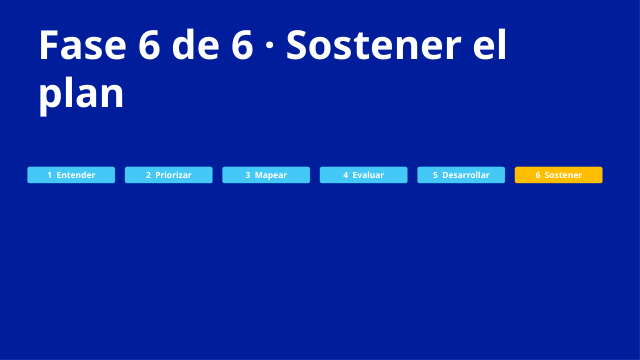 Fase 6 de 6 · Sostener el
plan
1 Entender 2 Priorizar 3 Mapear 4 Evaluar 5 Desarrollar 6 Sostener